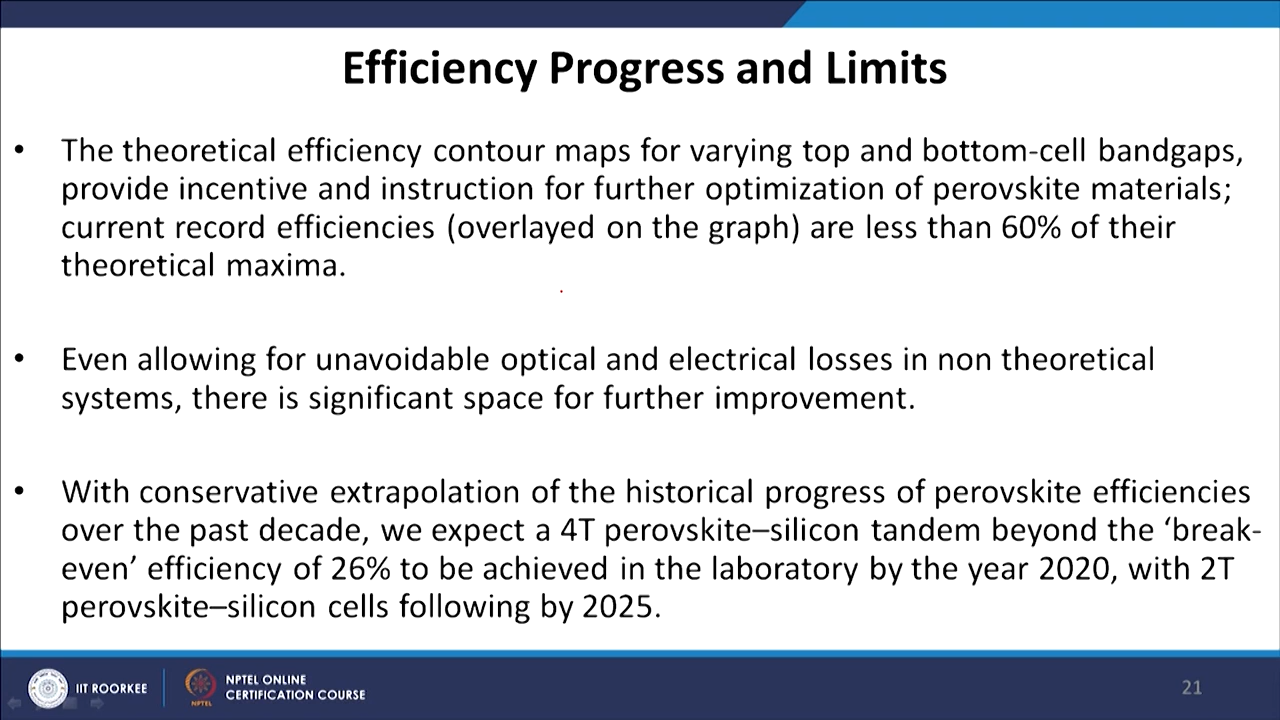 Efficiency Progress and Limits
• The theoretical efficiency contour maps for varying top and bottom-cell bandgaps,
provide incentive and instruction for further optimization of perovskite materials;
current record efficiencies (overlayed on the graph) are less than 60% of their
theoretical maxima.
• Even allowing for unavoidable optical and electrical losses in non theoretical
systems, there is significant space for further improvement.
• With conservative extrapolation of the historical progress of perovskite efficiencies
over the past decade, we expect a 4T perovskite–silicon tandem beyond the ‘break-
even’ efficiency of 26% to be achieved in the laboratory by the year 2020, with 2T
perovskite–silicon cells following by 2025.
IIT ROORKEE
NPTEL
NPTEL ONLINE
CERTIFICATION COURSE
21